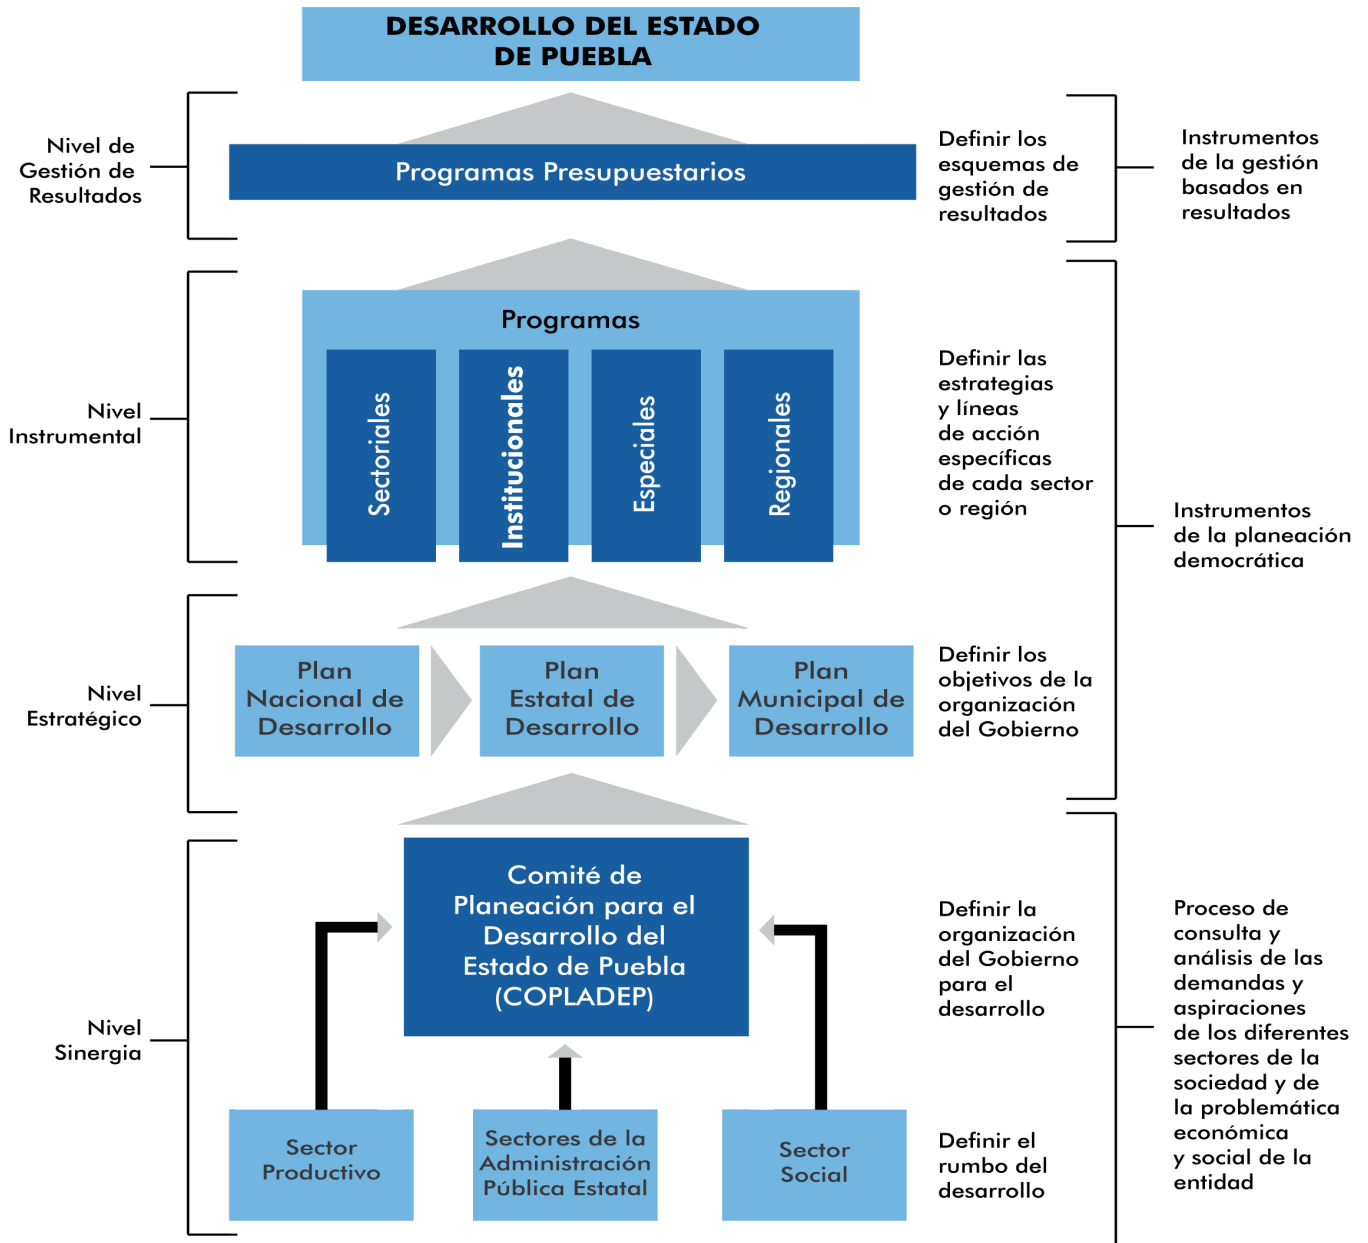 DESARROLLO DEL ESTADO
DE PUEBLA
Nivel de
Gestión de
Resultados
Programas Presupuestarios
Definir los
esquemas de
gestión de
resultados
Instrumentos
de la gestión
basados en
resultados
Nivel
Instrumental
Programas
Sectoriales
Institucionales
Especiales
Regionales
Definir las
estrategias
y líneas
de acción
específicas
de cada sector
o región
Instrumentos
de la planeación
democrática
Nivel
Estratégico
Plan
Nacional de
Desarrollo
Plan
Estatal de
Desarrollo
Plan
Municipal de
Desarrollo
Definir los
objetivos de la
organización
del Gobierno
Nivel
Sinergia
Comité de
Planeación para el
Desarrollo del
Estado de Puebla
(COPLADEP)
Definir la
organización
del Gobierno
para el
desarrollo
Proceso de
consulta y
análisis de las
demandas y
aspiraciones
de los diferentes
sectores de la
sociedad y de
la problemática
económica
y social de la
entidad
Sector
Productivo
Sectores de la
Administración
Pública Estatal
Sector
Social
Definir el
rumbo del
desarrollo